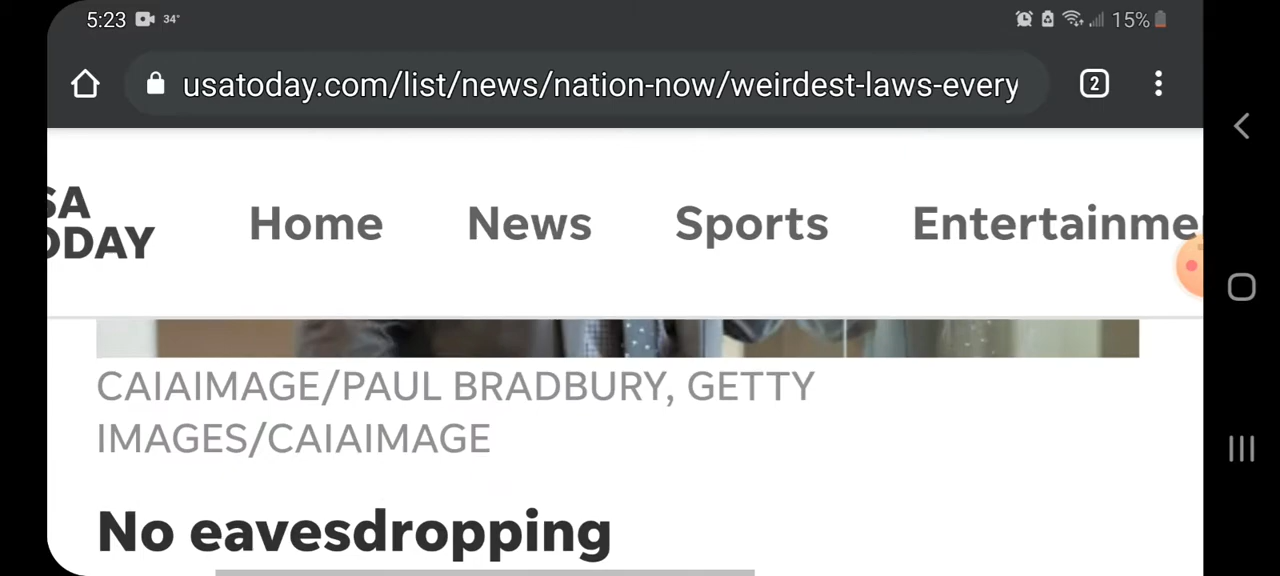 5:23 34°
15%
usatoday.com/list/news/nation-now/weirdest-laws-every
2
SA
ODAY
Home News Sports Entertainme
CAIAIMAGE/PAUL BRADBURY, GETTY
IMAGES/CAIAIMAGE
No eavesdropping